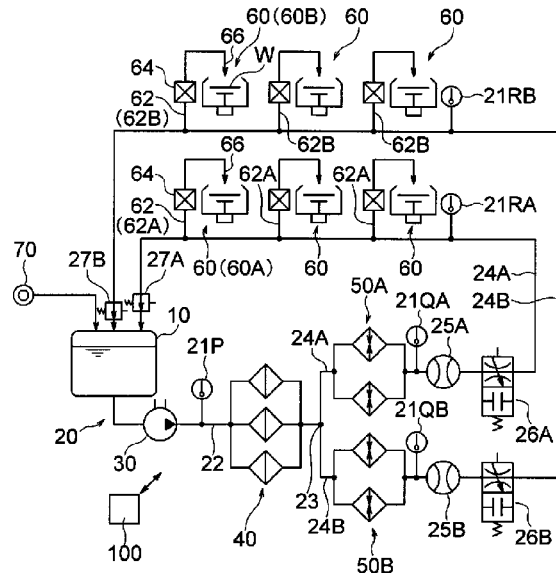 60 (60B) 60 60
66 W
64 21RB
62 (62B) 62B 62B
66
64 62A 62A 21RA
62 (62A)
27B 27A 60 (60A) 60 60 24A
70 50A 24B
10 21QA 25A
21P 24A
20 26A
30 22 21QB
23 24B 25B 26B
100 40 50B